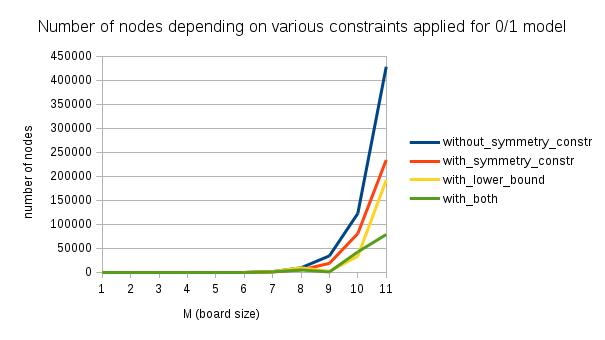 Number of nodes depending on various constraints applied for 0/1 model
450000
400000
350000
300000
250000
200000
150000
100000
50000
0
number of nodes
1 2 3 4 5 6 7 8 9 10 11
M (board size)
without_symmetry_constr
with_symmetry_constr
with_lower_bound
with_both